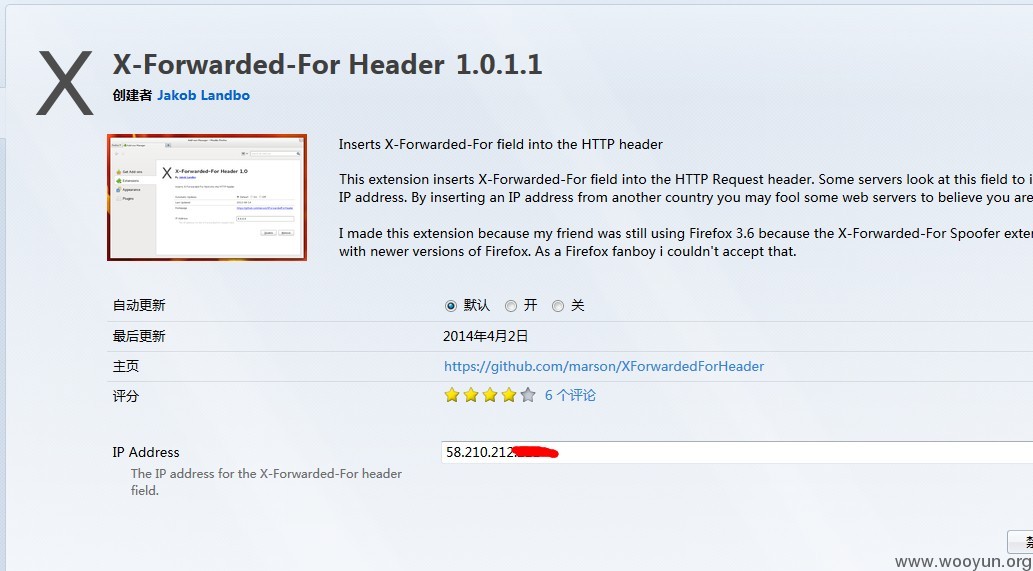 X
X-Forwarded-For Header 1.0.1.1
创建者 Jakob Landbo
X-Forwarded-For Header 1.0
Inserts X-Forwarded-For field into the HTTP header
This extension inserts X-Forwarded-For field into the HTTP Request header. Some servers look at this field to
IP address. By inserting an IP address from another country you may fool some web servers to believe you are
I made this extension because my friend was still using Firefox 3.6 because the X-Forwarded-For Spoofer
with newer versions of Firefox. As a Firefox fanboy i couldn't accept that.
自动更新 默认 开 关
最后更新 2014年4月2日
主页 https://github.com/marson/XForwardedForHeader
评分 6 个评论
IP Address 58.210.212.
The IP address for the X-Forwarded-For header
field.
www.wooyun.org